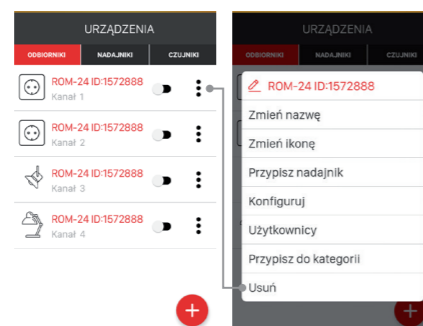 URZĄDZENIA
ODBIORNIKI NADAJNIKI CZUJNIKI
ROM-24 ID:1572888
Kanał 1
ROM-24 ID:1572888
Kanał 2
ROM-24 ID:1572888
Kanał 3
ROM-24 ID:1572888
Kanał 4
URZĄDZENIA
ODBIORNIKI NADAJNIKI CZUJNIKI
ROM-24 ID:1572888
Zmień nazwę
Zmień ikonę
Przypisz nadajnik
Konfiguruj
Użytkownicy
Przypisz do kategorii
Usuń